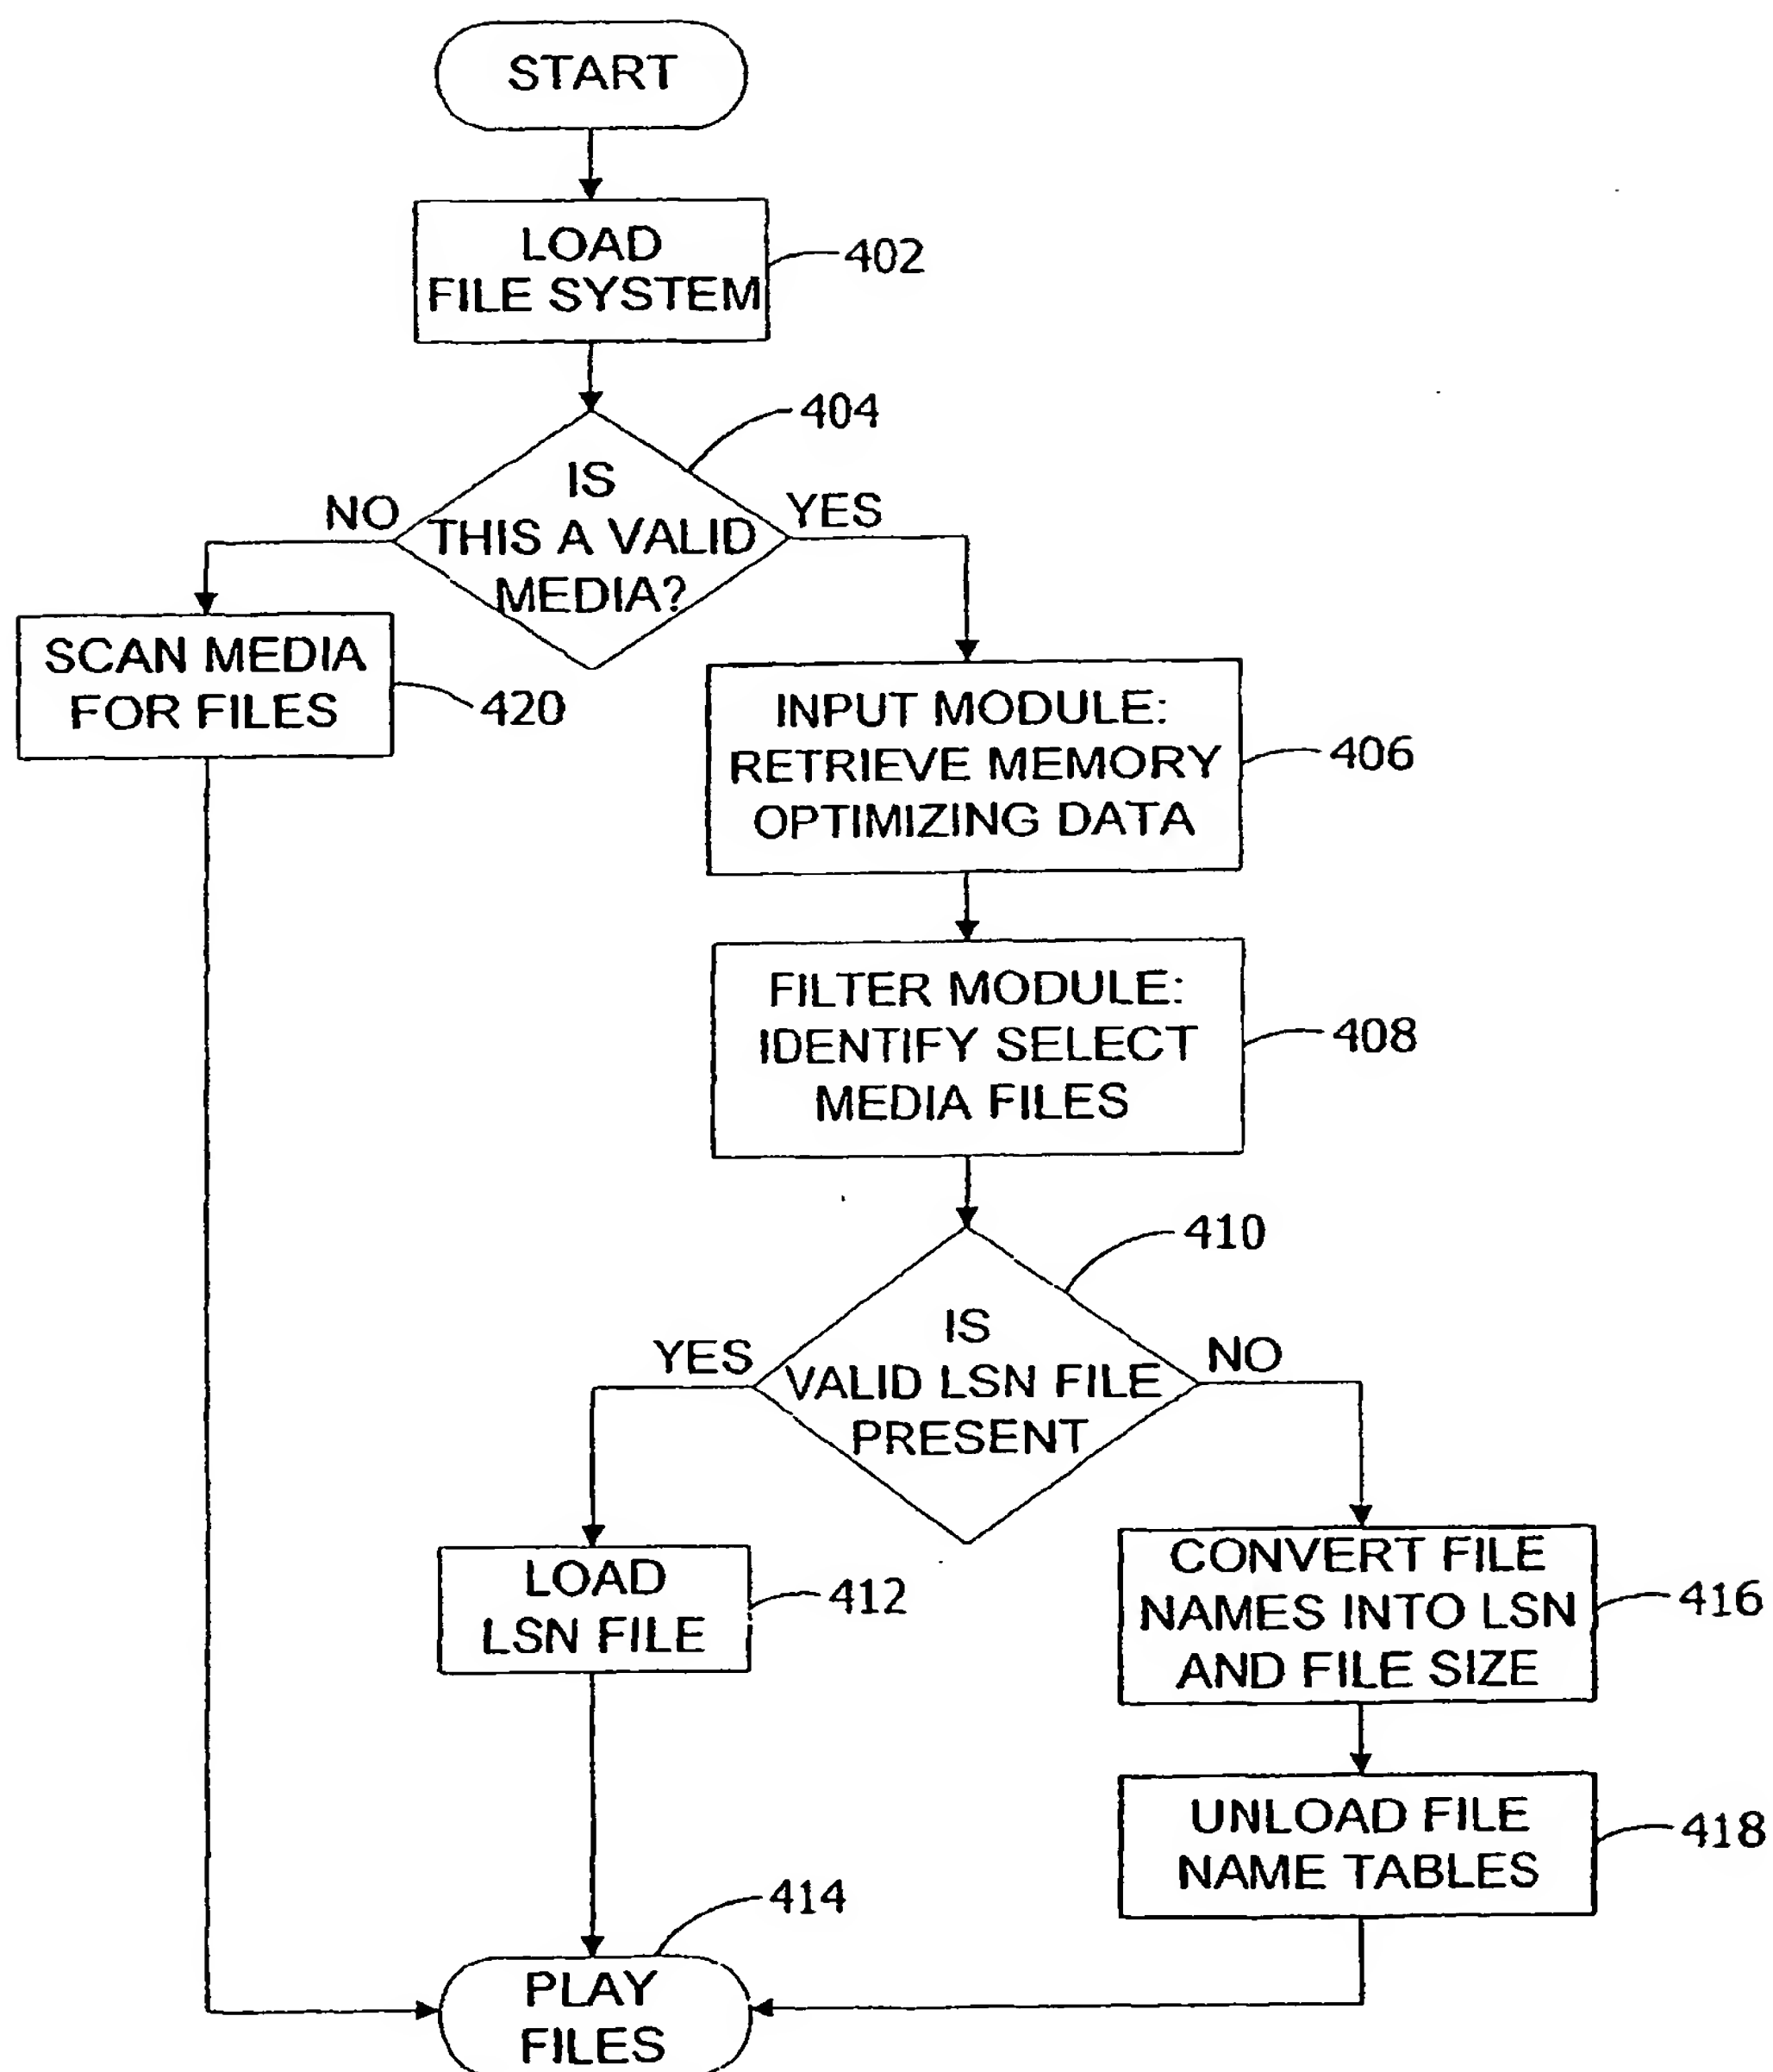 START
LOAD
FILE SYSTEM
402
404
IS
THIS A VALID
MEDIA?
NO
YES
SCAN MEDIA
FOR FILES
420
INPUT MODULE:
RETRIEVE MEMORY
OPTIMIZING DATA
406
FILTER MODULE:
IDENTIFY SELECT
MEDIA FILES
408
410
IS
VALID LSN FILE
PRESENT
YES
NO
LOAD
LSN FILE
412
CONVERT FILE
NAMES INTO LSN
AND FILE SIZE
416
UNLOAD FILE
NAME TABLES
418
414
PLAY
FILES